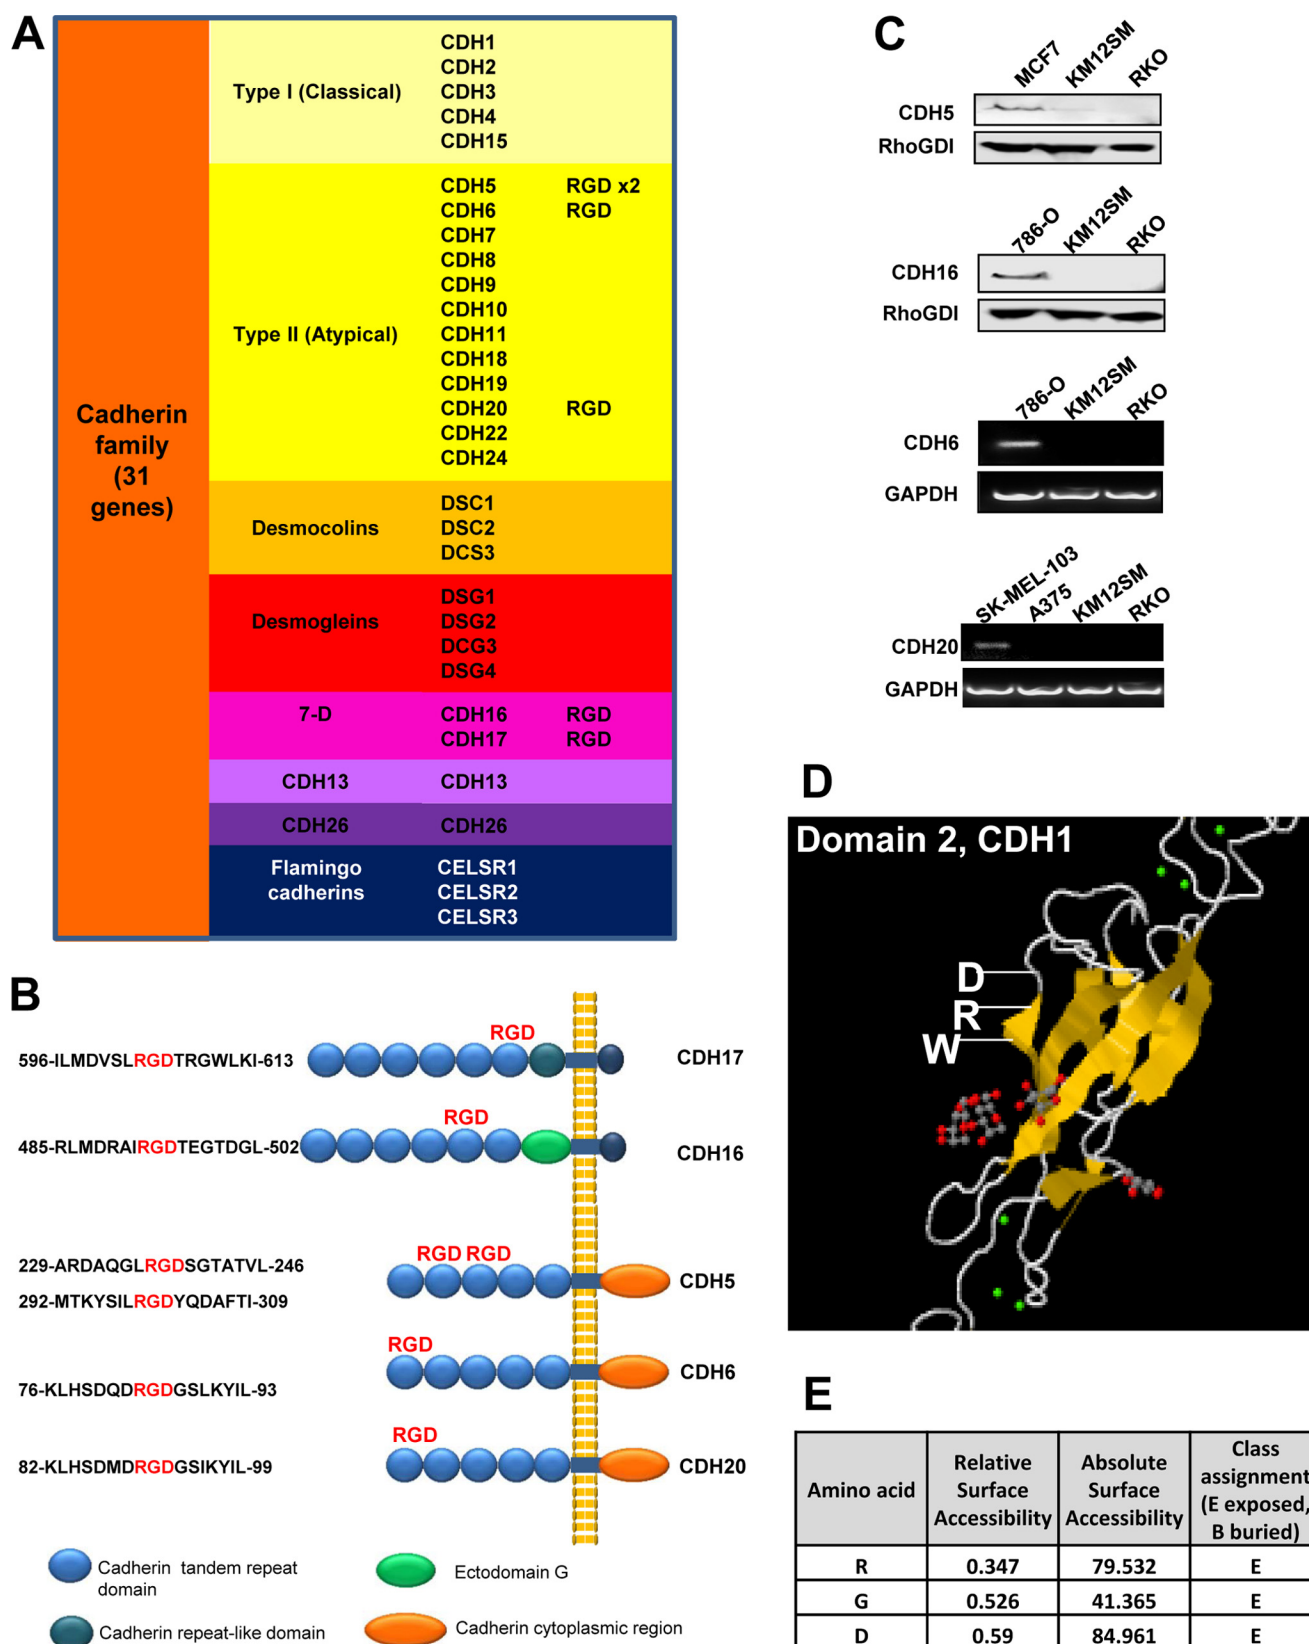 A
Cadherin
family
(31
genes)
Type I (Classical)
CDH1
CDH2
CDH3
CDH4
CDH15
Type II (Atypical)
CDH5 RGD x2
CDH6 RGD
CDH7
CDH8
CDH9
CDH10
CDH11
CDH18
CDH19
CDH20 RGD
CDH22
CDH24
Desmocolins
DSC1
DSC2
DCS3
Desmogleins
DSG1
DSG2
DCG3
DSG4
7-D
CDH16 RGD
CDH17 RGD
CDH13 CDH13
CDH26 CDH26
Flamingo
cadherins
CELSR1
CELSR2
CELSR3
B
RGD
596-ILMDVSLRGDTRGWLKI-613 CDH17
RGD
485-RLMDRAIRGDTEGTDGL-502 CDH16
RGD RGD
229-ARDAQGLRGDSGTATVL-246
292-MTKYSILRGDYQDAFTI-309
CDH5
RGD
76-KLHSDQDRGDGSLKYIL-93 CDH6
RGD
82-KLHSDMDRGDGSIKYIL-99 CDH20
Cadherin tandem repeat
domain
Ectodomain G
Cadherin repeat-like domain
Cadherin cytoplasmic region
C
MCF7 KM12SM RKO
CDH5
RhoGDI
786-O KM12SM RKO
CDH16
RhoGDI
786-O KM12SM RKO
CDH6
GAPDH
SK-MEL-103 A375 KM12SM RKO
CDH20
GAPDH
D
Domain 2, CDH1
D
R
W
E
Amino acid
Relative
Surface
Accessibility
Absolute
Surface
Accessibility
Class
assignment
(E exposed,
B buried)
R 0.347 79.532 E
G 0.526 41.365 E
D 0.59 84.961 E